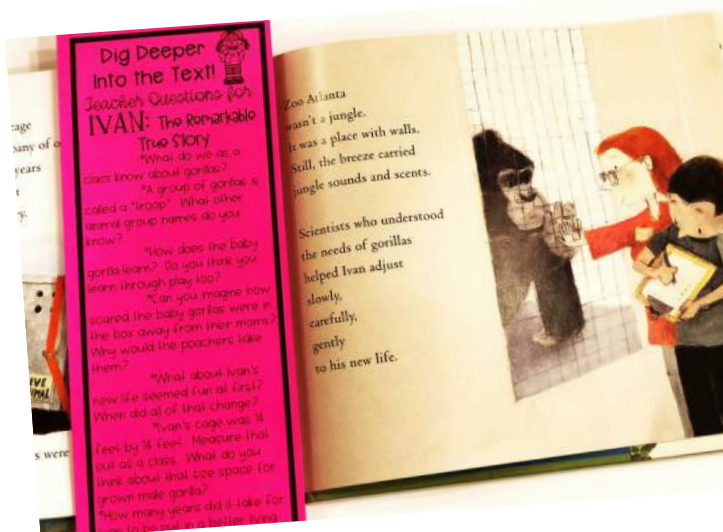 Dig Deeper
Into the Text!
Teacher Questions for
IVAN: The Remarkable
True Story
*What do we as a
class know about gorillas?
*A group of gorillas is
called a "troop". What other
animal group names do you
know?
*How does the baby
gorilla learn? Do you think you
learn through play too?
*Can you imagine how
scared the baby gorillas were in
the box away from their moms?
Why would the poachers take
them?
*What about Ivan's
new life seemed fun at first?
When did all of that change?
*Ivan's cage was 14
feet by 14 feet. Measure that
out as a class. What do you
think about that size space for
grown male gorilla?
*How many years did it take for
to be put in a better living
cage
years
s were
Zoo Atlanta
wasn't a jungle.
It was a place with walls.
Still, the breeze carried
jungle sounds and scents.
Scientists who understood
the needs of gorillas
helped Ivan adjust
slowly,
carefully,
gently
to his new life.